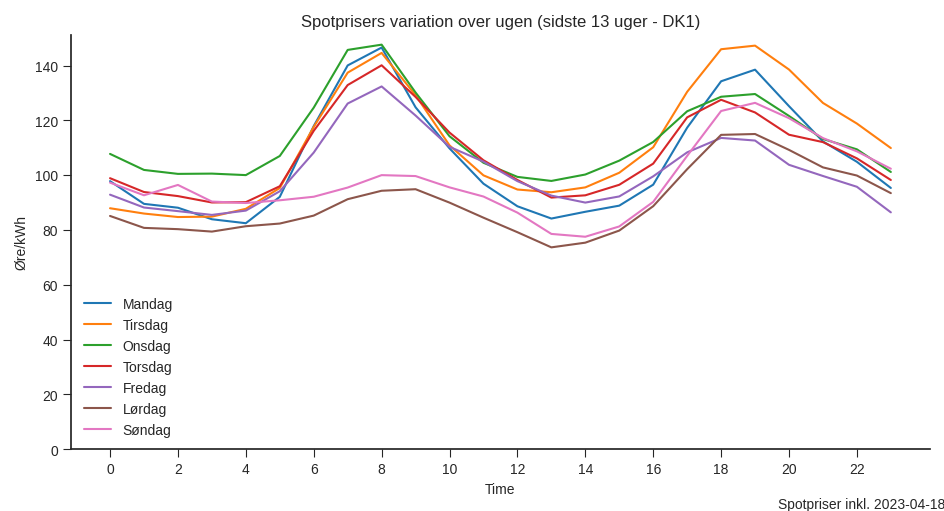 Spotprisers variation over ugen (sidste 13 uger - DK1)
Øre/kWh
140
120
100
80
60
40
20
0
Mandag
Tirsdag
Onsdag
Torsdag
Fredag
Lørdag
Søndag
0 2 4 6 8 10 12 14 16 18 20 22
Time
Spotpriser inkl. 2023-04-18